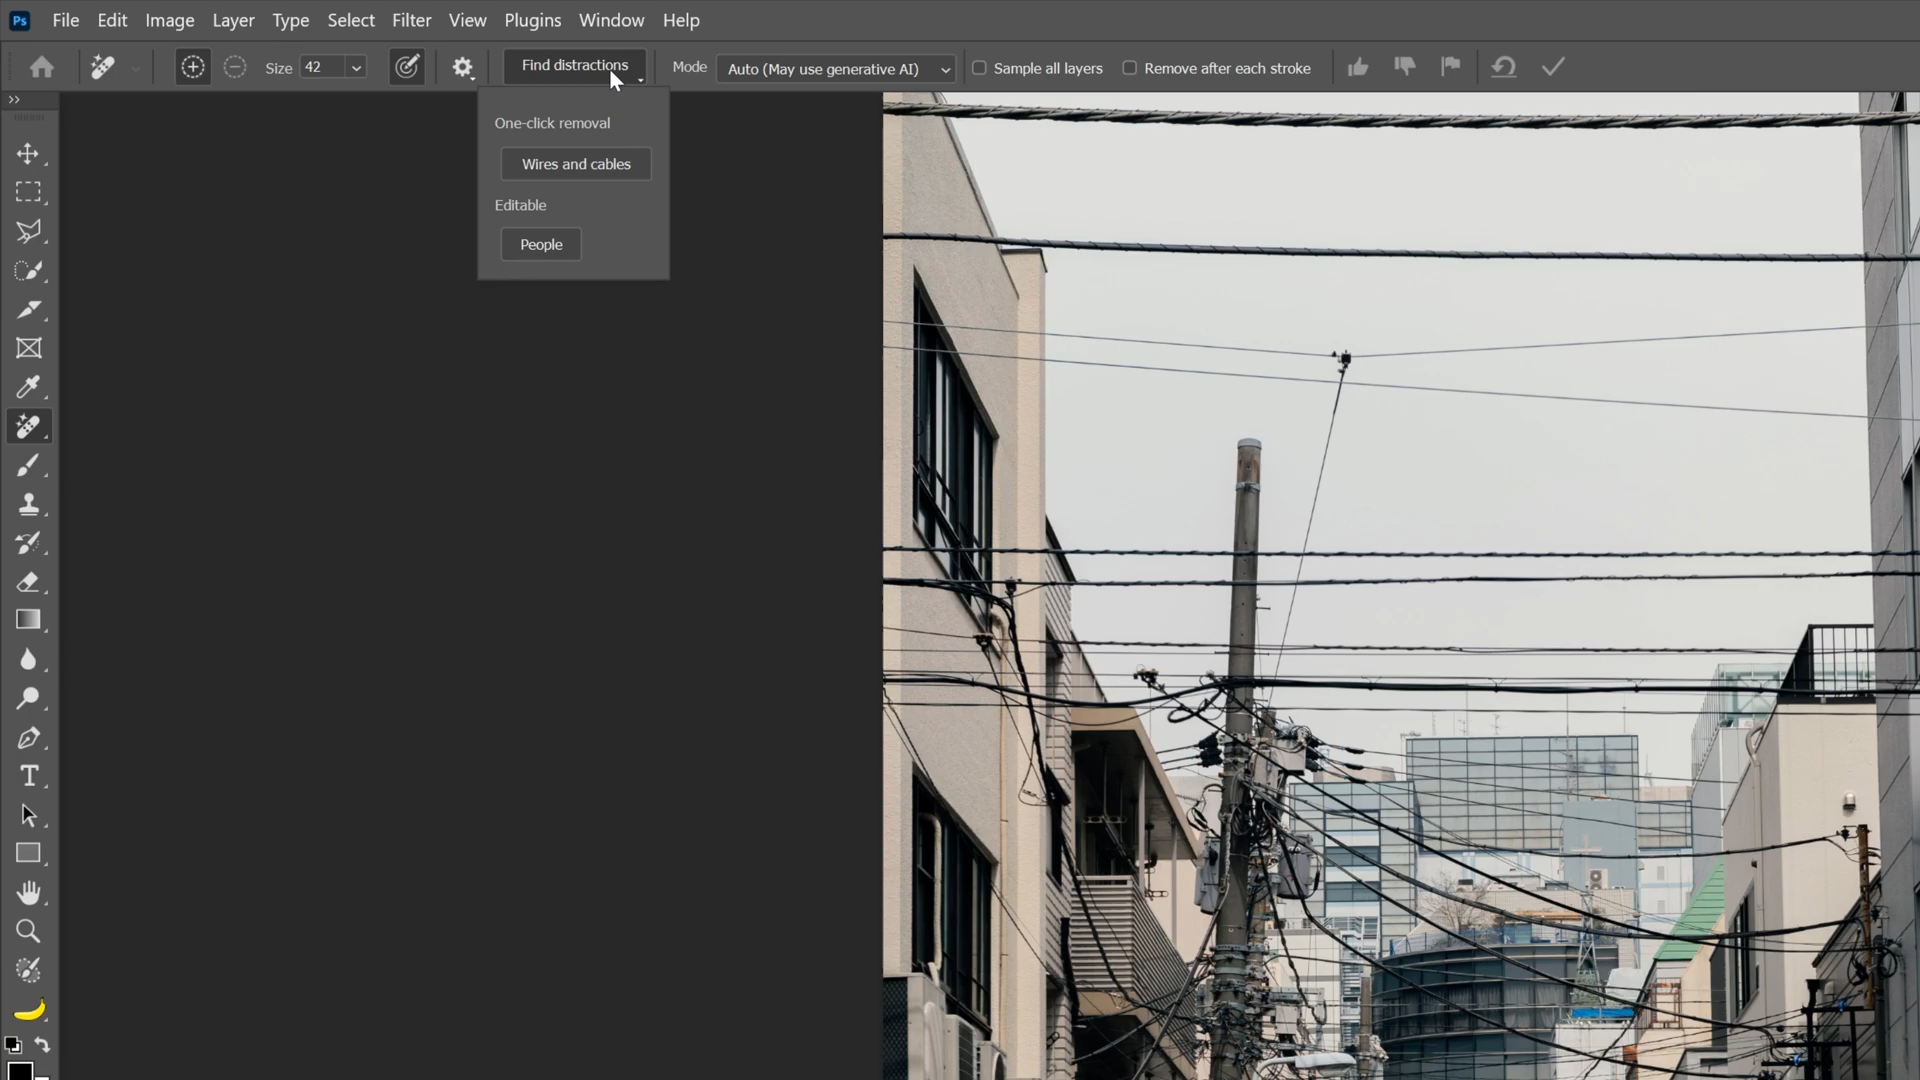 Ps File Edit Image Layer Type Select Filter View Plugins Window Help
Size 42 Find distractions Mode Auto (May use generative AI) Sample all layers Remove after each stroke
One-click removal
Wires and cables
Editable
People